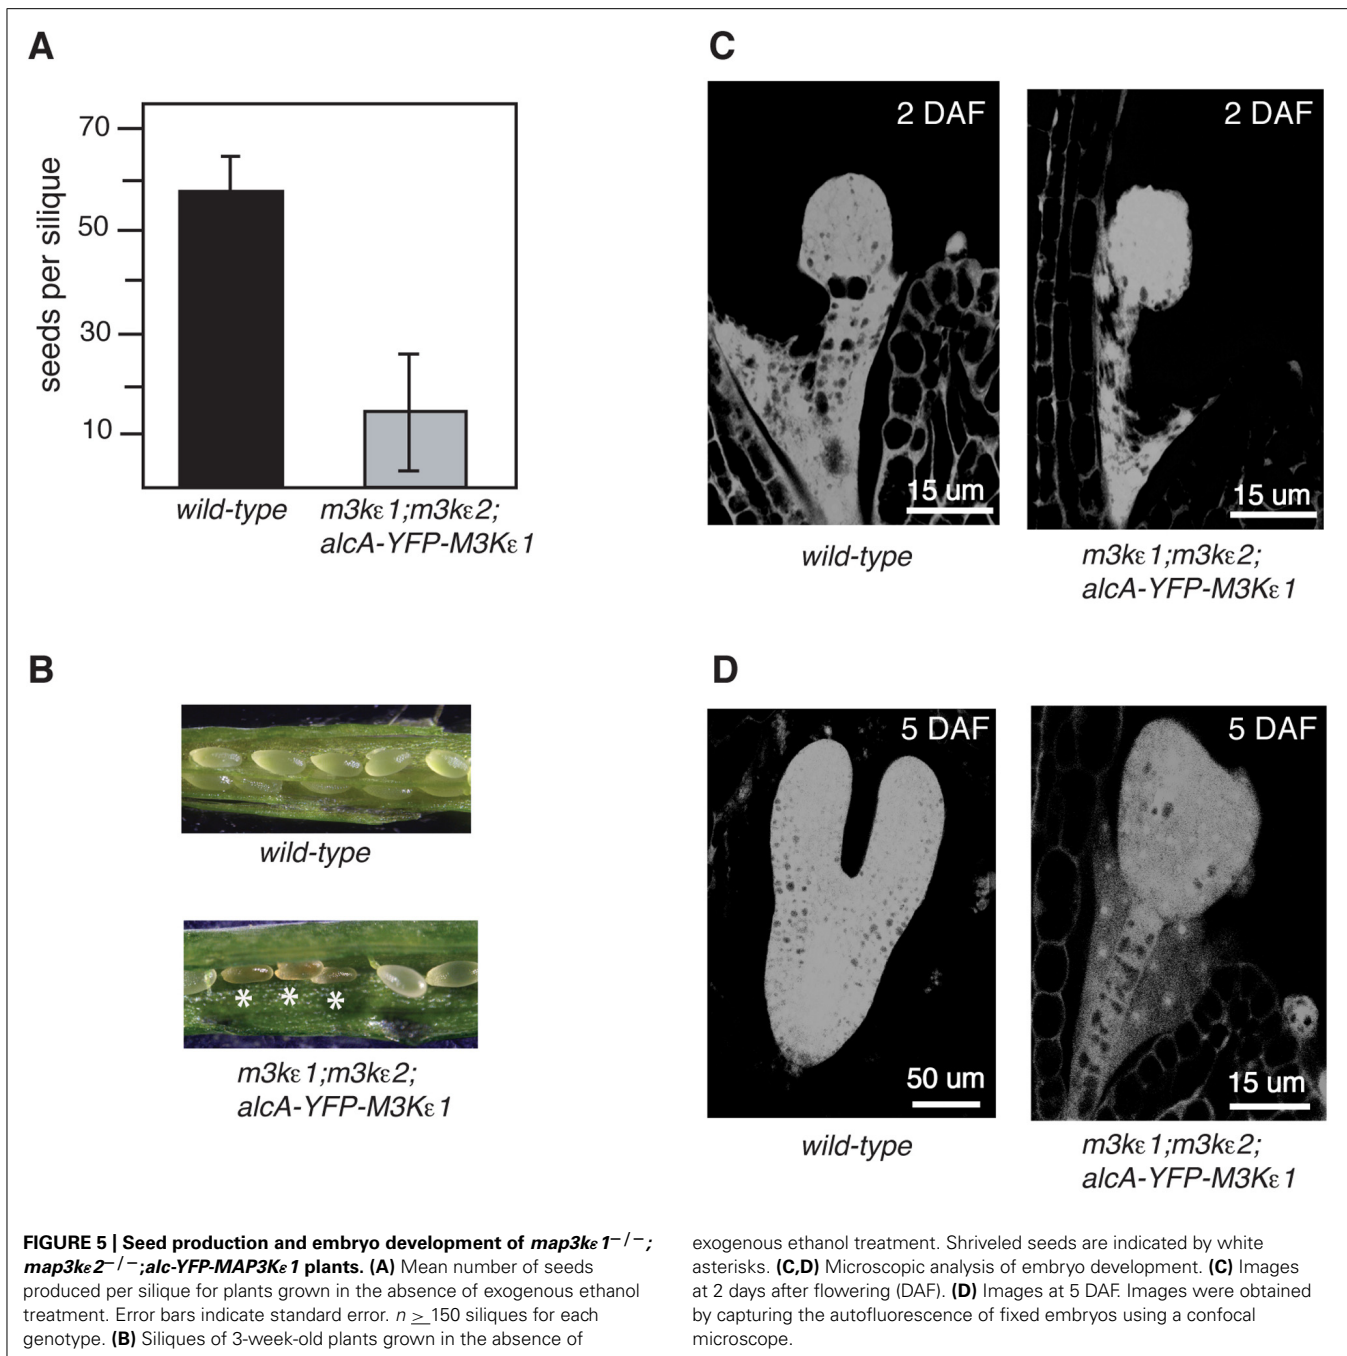 A
70
50
30
10
seeds per silique
wild-type
m3kε1;m3kε2;
alcA-YFP-M3Kε1
B
wild-type
* * *
m3kε1;m3kε2;
alcA-YFP-M3Kε1
C
2 DAF
15 um
wild-type
2 DAF
15 um
m3kε1;m3kε2;
alcA-YFP-M3Kε1
D
5 DAF
50 um
wild-type
5 DAF
15 um
m3kε1;m3kε2;
alcA-YFP-M3Kε1
FIGURE 5 | Seed production and embryo development of map3kε1−/−;
map3kε2−/−;alc-YFP-MAP3Kε1 plants. (A) Mean number of seeds
produced per silique for plants grown in the absence of exogenous ethanol
treatment. Error bars indicate standard error. n ≥ 150 siliques for each
genotype. (B) Siliques of 3-week-old plants grown in the absence of
exogenous ethanol treatment. Shriveled seeds are indicated by white
asterisks. (C,D) Microscopic analysis of embryo development. (C) Images
at 2 days after flowering (DAF). (D) Images at 5 DAF. Images were obtained
by capturing the autofluorescence of fixed embryos using a confocal
microscope.